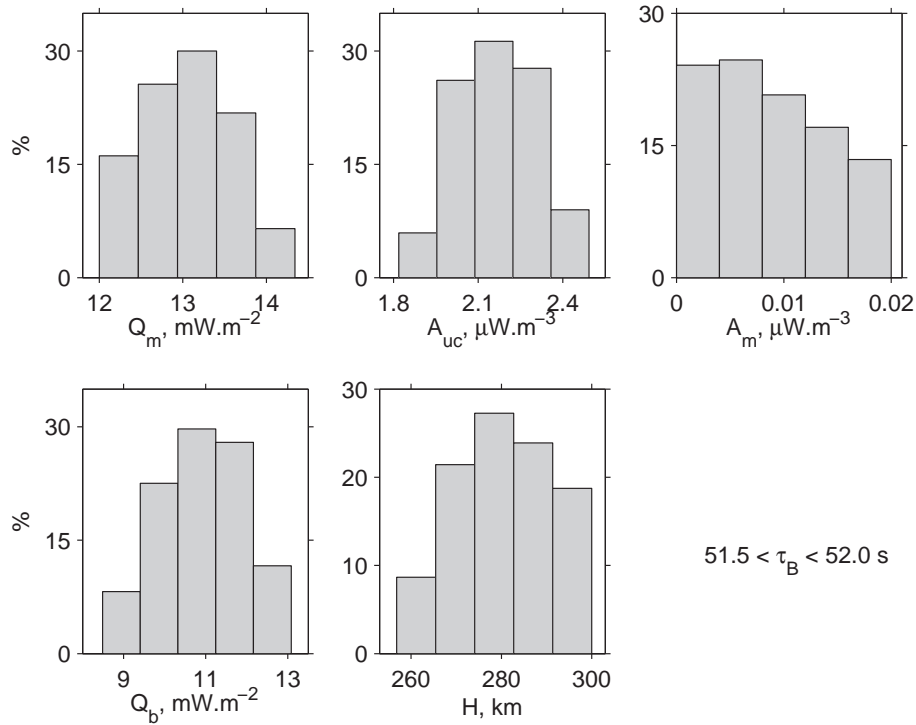 30
15
0
%
12 13 14
Q_m, mW.m⁻²
30
15
0
1.8 2.1 2.4
A_uc, μW.m⁻³
30
15
0
0 0.01 0.02
A_m, μW.m⁻³
30
15
0
%
9 11 13
Q_b, mW.m⁻²
30
20
10
0
260 280 300
H, km
51.5 < τ_B < 52.0 s